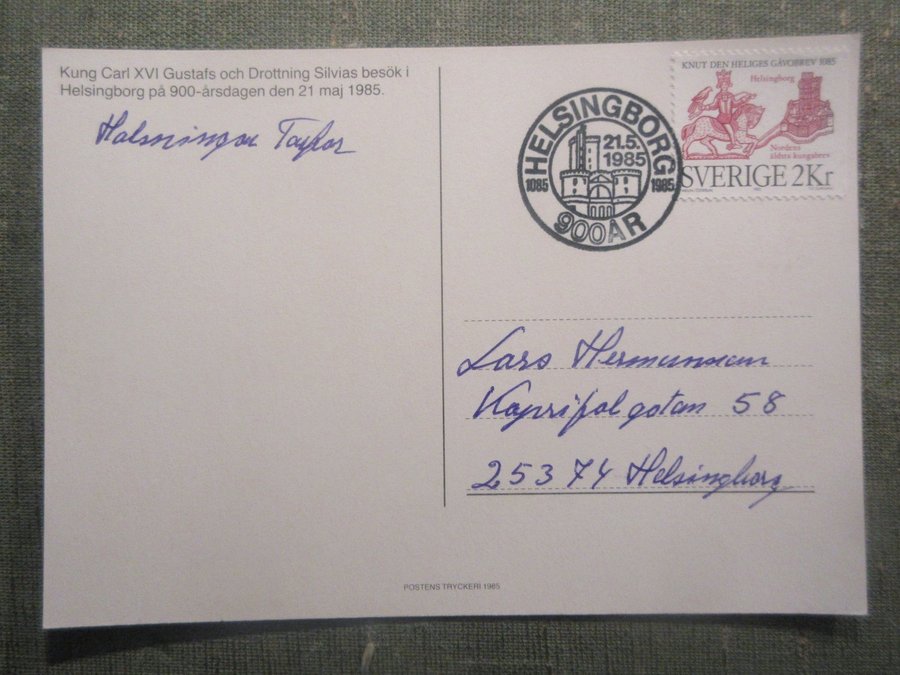 Kung Carl XVI Gustafs och Drottning Silvias besök i
Helsingborg på 900-årsdagen den 21 maj 1985.
Hälsningar Taylor
KNUT DEN HELIGES GÅVOBREV 1085
Helsingborg
Nordens
äldsta kungabrev
SVERIGE 2Kr
HELSINGBORG
21.5.
1985
1085
1985
900 ÅR
Lars Hermansson
Kaprifolgatan 58
253 74 Helsingborg
POSTENS TRYCKERI 1985